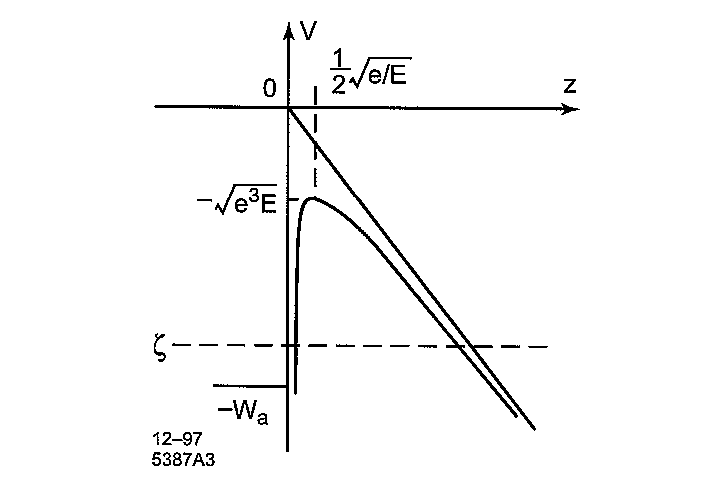 V
½√e/E
0
z
–√e³E
ζ
–Wₐ
12–97
5387A3